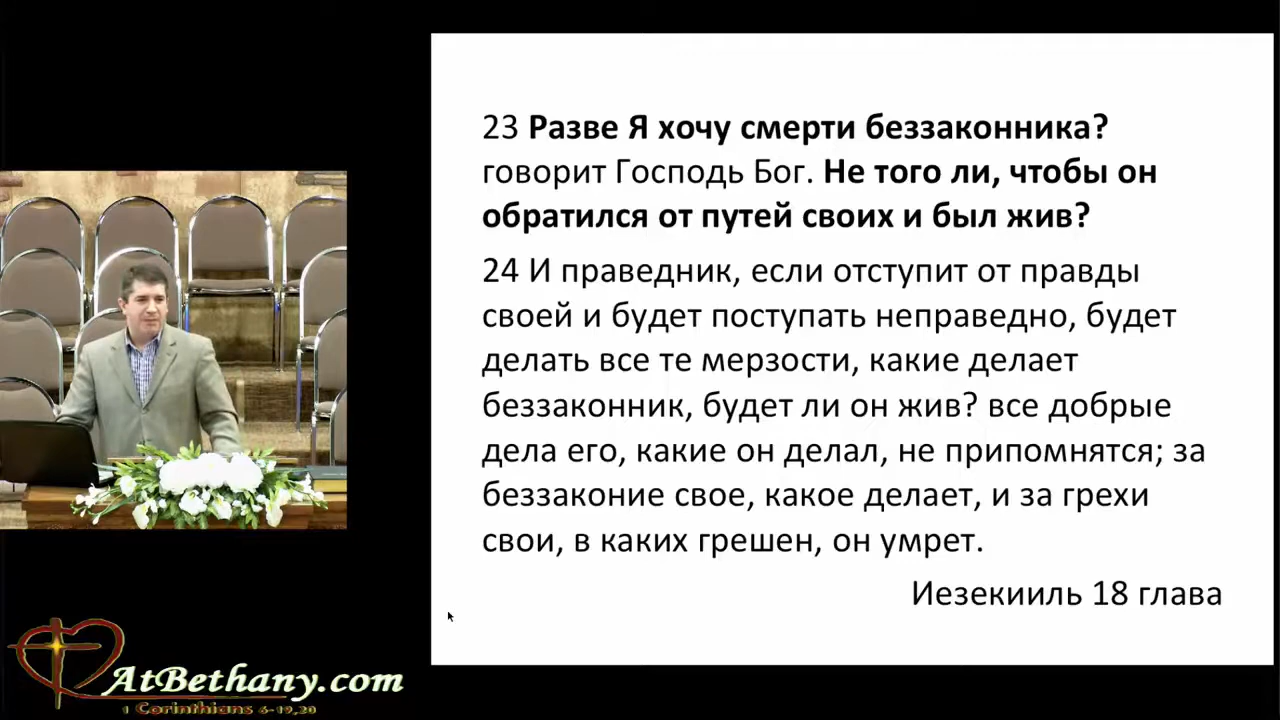 23 Разве Я хочу смерти беззаконника?
говорит Господь Бог. Не того ли, чтобы он
обратился от путей своих и был жив?
24 И праведник, если отступит от правды
своей и будет поступать неправедно, будет
делать все те мерзости, какие делает
беззаконник, будет ли он жив? все добрые
дела его, какие он делал, не припомнятся; за
беззаконие свое, какое делает, и за грехи
свои, в каких грешен, он умрет.
Иезекииль 18 глава
AtBethany.com
1 Corinthians 6-19,20